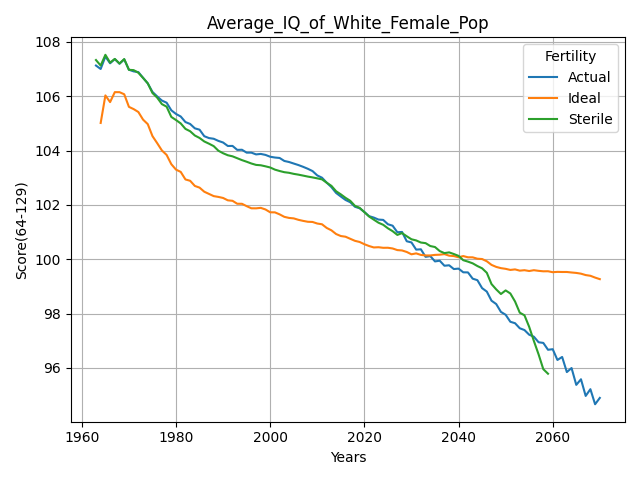 Average_IQ_of_White_Female_Pop
108
106
104
102
100
98
96
Score(64-129)
Fertility
Actual
Ideal
Sterile
1960 1980 2000 2020 2040 2060
Years